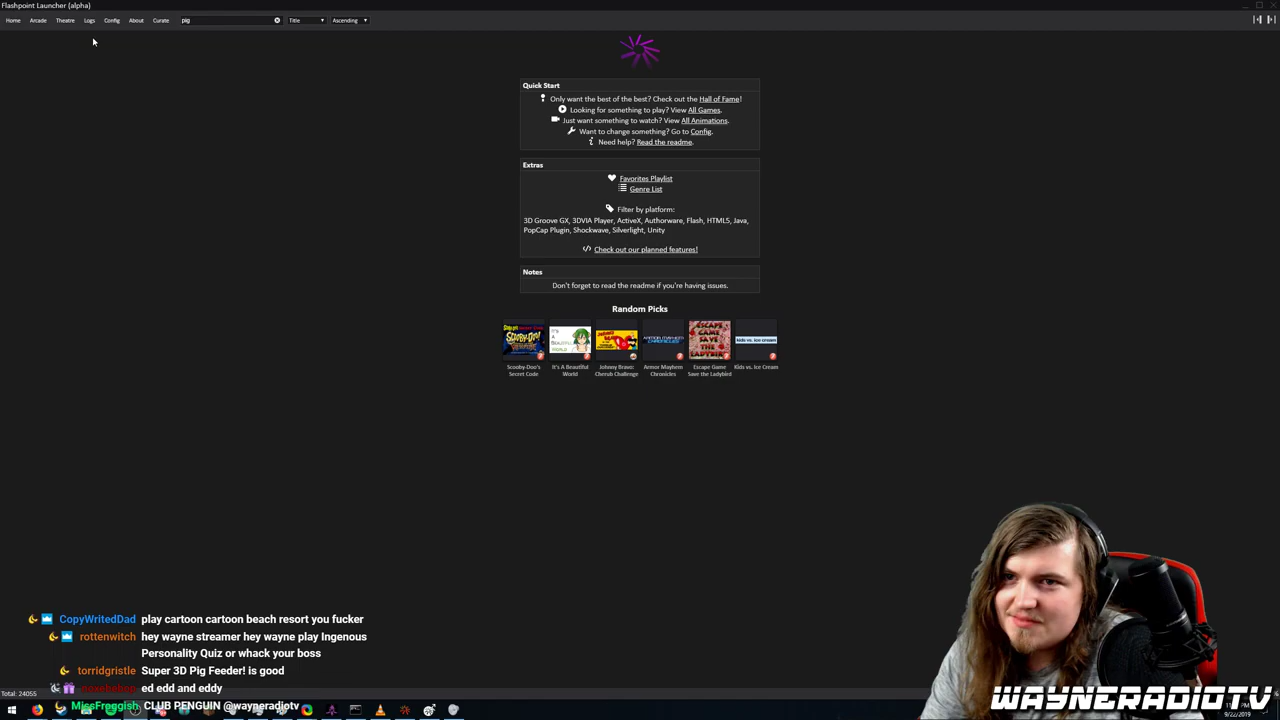 Flashpoint Launcher (alpha)
Home Arcade Theatre Logs Config About Curate pig Title Ascending
Quick Start
Only want the best of the best? Check out the Hall of Fame!
Looking for something to play? View All Games.
Just want something to watch? View All Animations.
Want to change something? Go to Config.
Need help? Read the readme.
Extras
Favorites Playlist
Genre List
Filter by platform:
3D Groove GX, 3DVIA Player, ActiveX, Authorware, Flash, HTML5, Java,
PopCap Plugin, Shockwave, Silverlight, Unity
Check out our planned features!
Notes
Don't forget to read the readme if you're having issues.
Random Picks
Scooby-Doo's Secret Code
It's A Beautiful World
Johnny Bravo: Cherub Challenge
Armor Mayhem Chronicles
Escape Game Save the Ladybird
Kids vs. Ice Cream
CopyWritedDad play cartoon cartoon beach resort you fucker
rottenwitch hey wayne streamer hey wayne play Ingenous
Personality Quiz or whack your boss
torridgristle Super 3D Pig Feeder! is good
ed edd and eddy
MissFroggish CLUB PENGUIN @wayneradiotv
Total: 24055
WAYNERADIOTV
9/22/2019